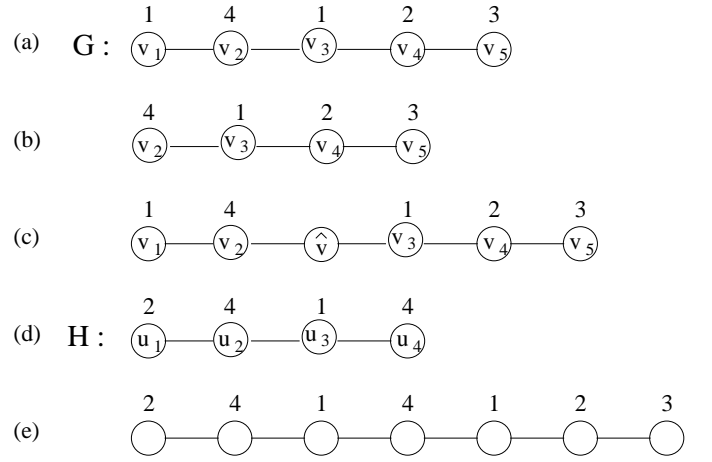 1 4 1 2 3
(a) G : v1 v2 v3 v4 v5
4 1 2 3
(b) v2 v3 v4 v5
1 4 1 2 3
(c) v1 v2 v̂ v3 v4 v5
2 4 1 4
(d) H : u1 u2 u3 u4
2 4 1 4 1 2 3
(e)